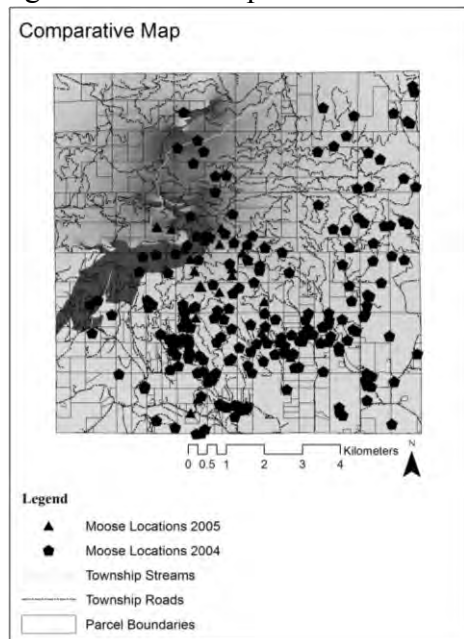 Comparative Map
N
Kilometers
0 0.5 1 2 3 4
Legend
Moose Locations 2005
Moose Locations 2004
Township Streams
Township Roads
Parcel Boundaries